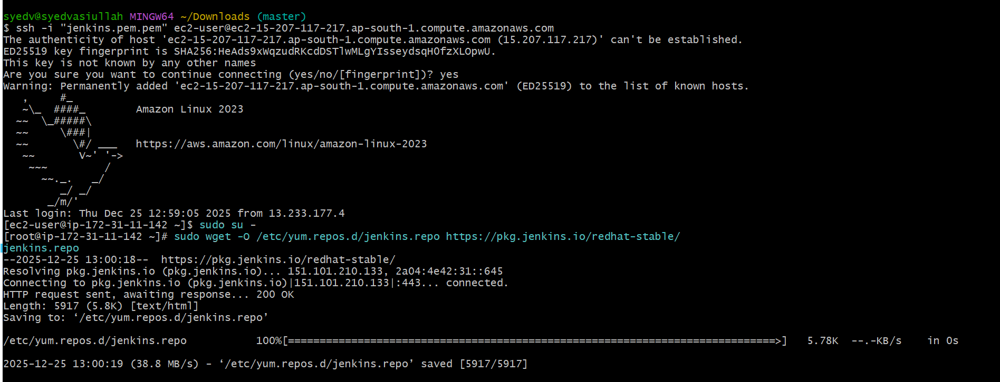 syedv@syedvasiullah MINGW64 ~/Downloads (master)
$ ssh -i "jenkins.pem.pem" ec2-user@ec2-15-207-117-217.ap-south-1.compute.amazonaws.com
The authenticity of host 'ec2-15-207-117-217.ap-south-1.compute.amazonaws.com (15.207.117.217)' can't be established.
ED25519 key fingerprint is SHA256:HeAds9xWqzudRKcdDSTlwMLgYIsseydsqH0fzXLOpwU.
This key is not known by any other names
Are you sure you want to continue connecting (yes/no/[fingerprint])? yes
Warning: Permanently added 'ec2-15-207-117-217.ap-south-1.compute.amazonaws.com' (ED25519) to the list of known hosts.
   ,     #_
   ~\_  ####_        Amazon Linux 2023
  ~~  \_#####\
  ~~     \###|
  ~~       \#/ ___   https://aws.amazon.com/linux/amazon-linux-2023
   ~~       V~' '->
    ~~~         /
      ~~._.   _/
         _/ _/
       _/m/'
Last login: Thu Dec 25 12:59:05 2025 from 13.233.177.4
[ec2-user@ip-172-31-11-142 ~]$ sudo su -
[root@ip-172-31-11-142 ~]# sudo wget -O /etc/yum.repos.d/jenkins.repo https://pkg.jenkins.io/redhat-stable/
jenkins.repo
--2025-12-25 13:00:18--  https://pkg.jenkins.io/redhat-stable/
Resolving pkg.jenkins.io (pkg.jenkins.io)... 151.101.210.133, 2a04:4e42:31::645
Connecting to pkg.jenkins.io (pkg.jenkins.io)|151.101.210.133|:443... connected.
HTTP request sent, awaiting response... 200 OK
Length: 5917 (5.8K) [text/html]
Saving to: ‘/etc/yum.repos.d/jenkins.repo’
/etc/yum.repos.d/jenkins.repo           100%[=============================================================================>]   5.78K  --.-KB/s    in 0s
2025-12-25 13:00:19 (38.8 MB/s) - ‘/etc/yum.repos.d/jenkins.repo’ saved [5917/5917]